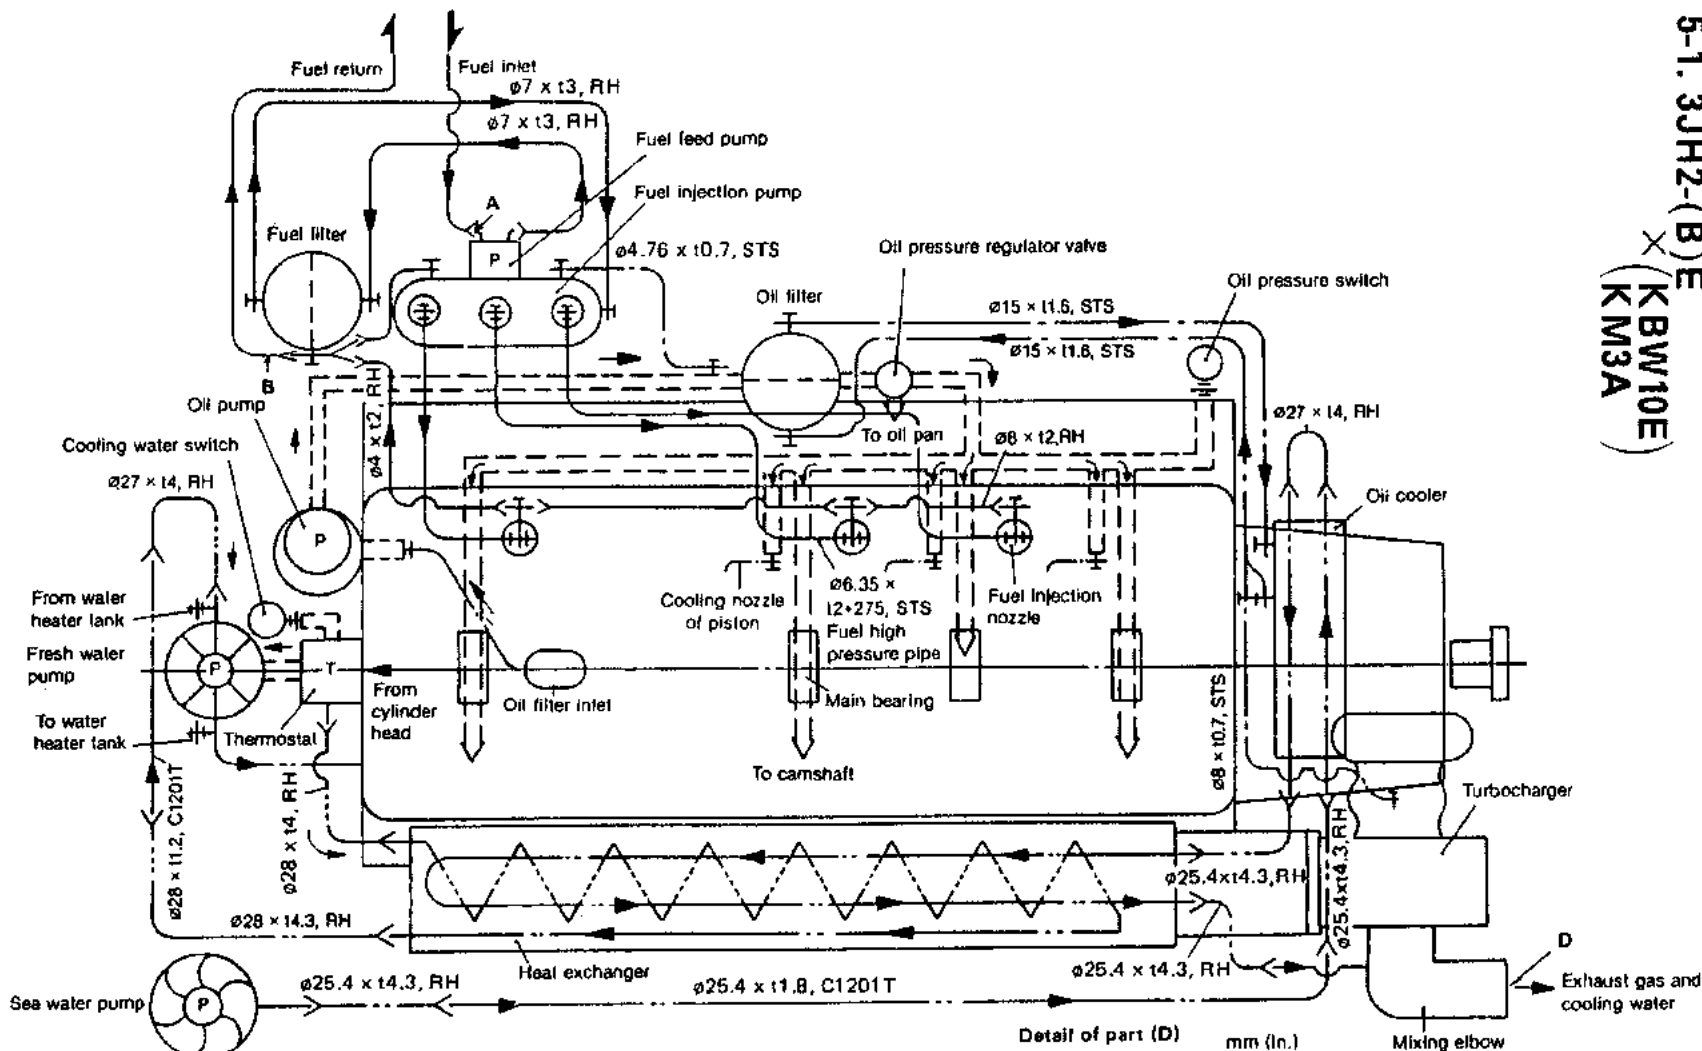 5-1. 3JH2-(B)E
×
(KBW10E
KM3A)
Fuel return
Fuel inlet
ø7 × t3, RH
ø7 × t3, RH
Fuel feed pump
Fuel injection pump
A
Fuel filter
P
ø4.76 × t0.7, STS
Oil pressure regulator valve
Oil filter
Oil pressure switch
ø15 × t1.6, STS
ø15 × t1.6, STS
B
Oil pump
ø4 × t2, RH
To oil pan
ø8 × t2,RH
ø27 × t4, RH
Cooling water switch
ø27 × t4, RH
Oil cooler
P
From water
heater tank
Cooling nozzle
of piston
ø6.35 ×
t2+275, STS
Fuel high
pressure pipe
Fuel Injection
nozzle
Fresh water
pump
P
T
From
cylinder
head
Oil filter inlet
Main bearing
To water
heater tank
Thermostal
ø8 × t0.7, STS
To camshaft
ø28 × t1.2, C1201T
ø28 × t4, RH
Turbocharger
ø25.4×t4.3,RH
ø25.4×t4.3,RH
ø28 × t4.3, RH
Heat exchanger
ø25.4 × t4.3, RH
D
Sea water pump
P
ø25.4 × t4.3, RH
ø25.4 × t1.8, C1201T
Exhaust gas and
cooling water
Detail of part (D)
mm (In.)
Mixing elbow